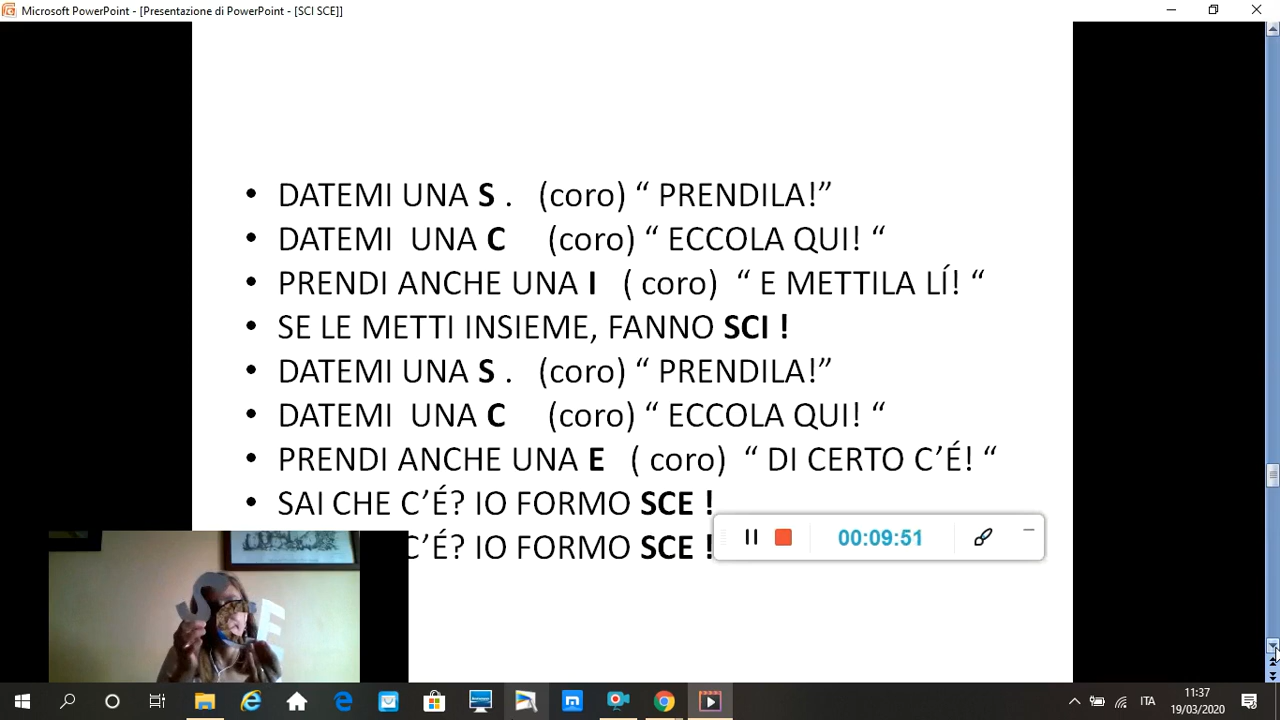 Microsoft PowerPoint - [Presentazione di PowerPoint - [SCI SCE]]
• DATEMI UNA S . (coro) “ PRENDILA!”
• DATEMI UNA C (coro) “ ECCOLA QUI! “
• PRENDI ANCHE UNA I ( coro) “ E METTILA LÍ! “
• SE LE METTI INSIEME, FANNO SCI !
• DATEMI UNA S . (coro) “ PRENDILA!”
• DATEMI UNA C (coro) “ ECCOLA QUI! “
• PRENDI ANCHE UNA E ( coro) “ DI CERTO C’É! “
• SAI CHE C’É? IO FORMO SCE !
C’É? IO FORMO SCE !
00:09:51
S E
ITA
11:37
19/03/2020